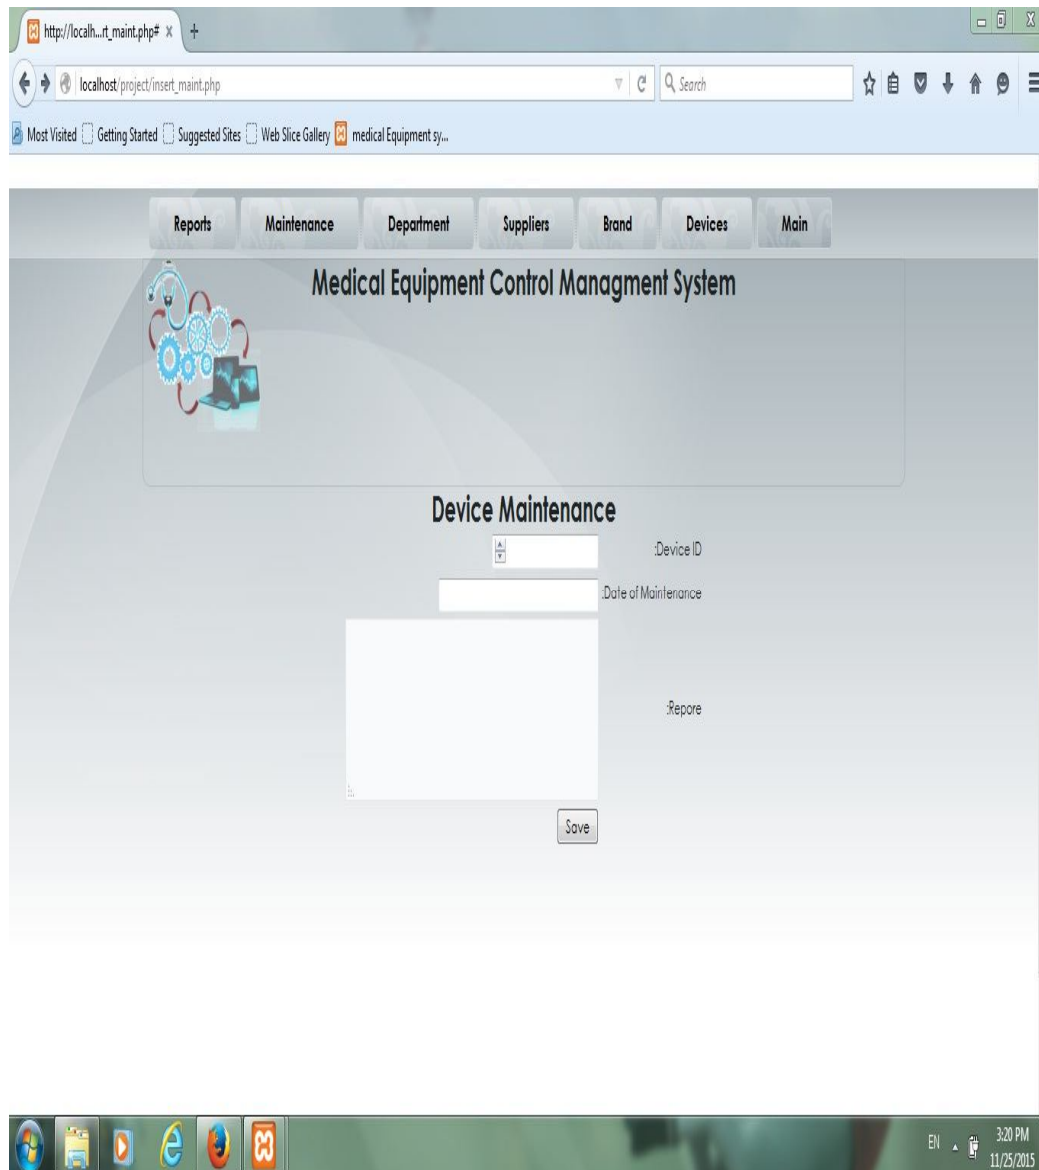 http://localh...rt_maint.php# x +
localhost/project/insert_maint.php
Search
Most Visited Getting Started Suggested Sites Web Slice Gallery medical Equipment sy...
Reports Maintenance Department Suppliers Brand Devices Main
Medical Equipment Control Managment System
Device Maintenance
:Device ID
:Date of Maintenance
:Repore
Save
EN
3:20 PM
11/25/2015